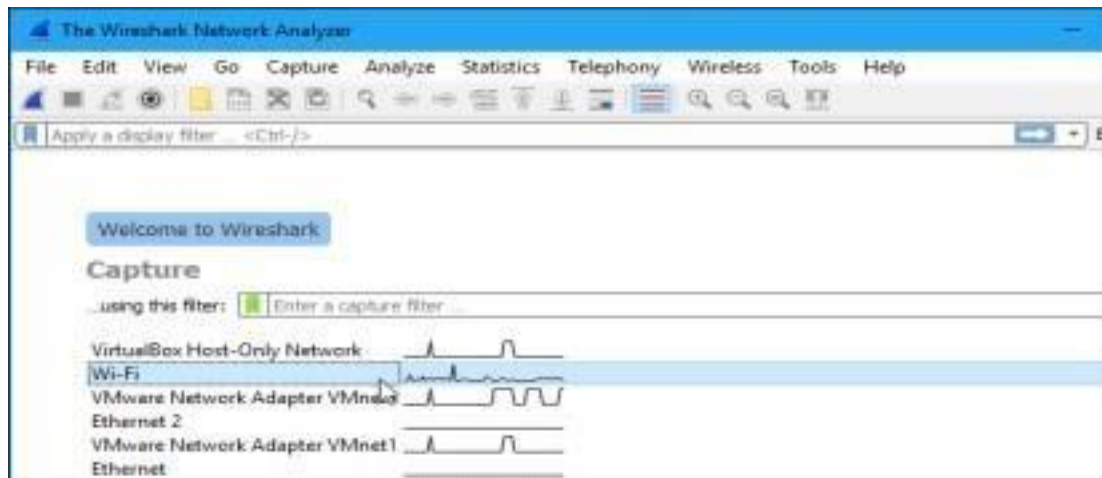 The Wireshark Network Analyzer
File Edit View Go Capture Analyze Statistics Telephony Wireless Tools Help
Apply a display filter ... <Ctrl-/>
Welcome to Wireshark
Capture
...using this filter: Enter a capture filter ...
VirtualBox Host-Only Network
Wi-Fi
VMware Network Adapter
Ethernet 2
VMware Network Adapter VMnet1
Ethernet